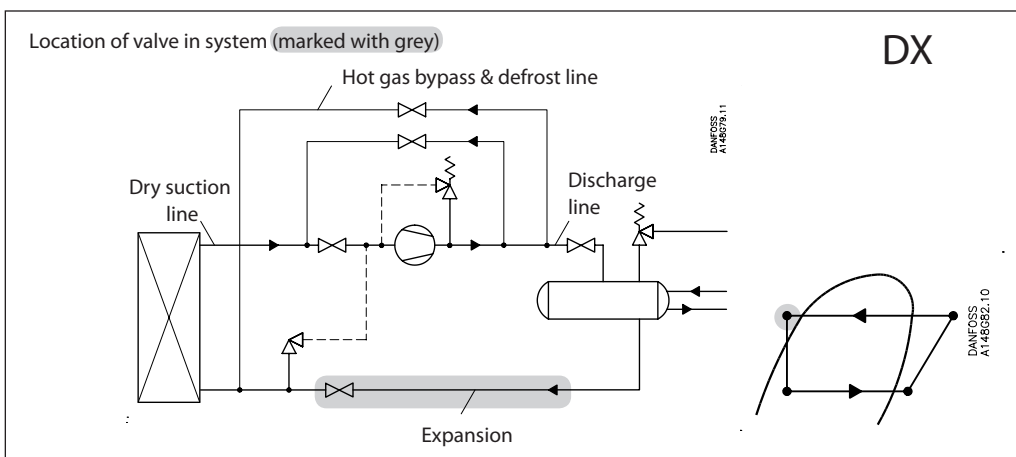 Location of valve in system (marked with grey)
DX
Hot gas bypass & defrost line
DANFOSS
A148G79.11
Dry suction
line
Discharge
line
DANFOSS
A148G82.10
Expansion